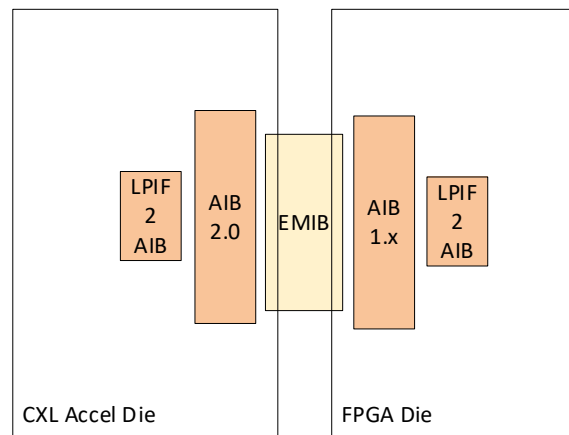 LPIF
2
AIB
AIB
2.0
EMIB
AIB
1.x
LPIF
2
AIB
CXL Accel Die
FPGA Die